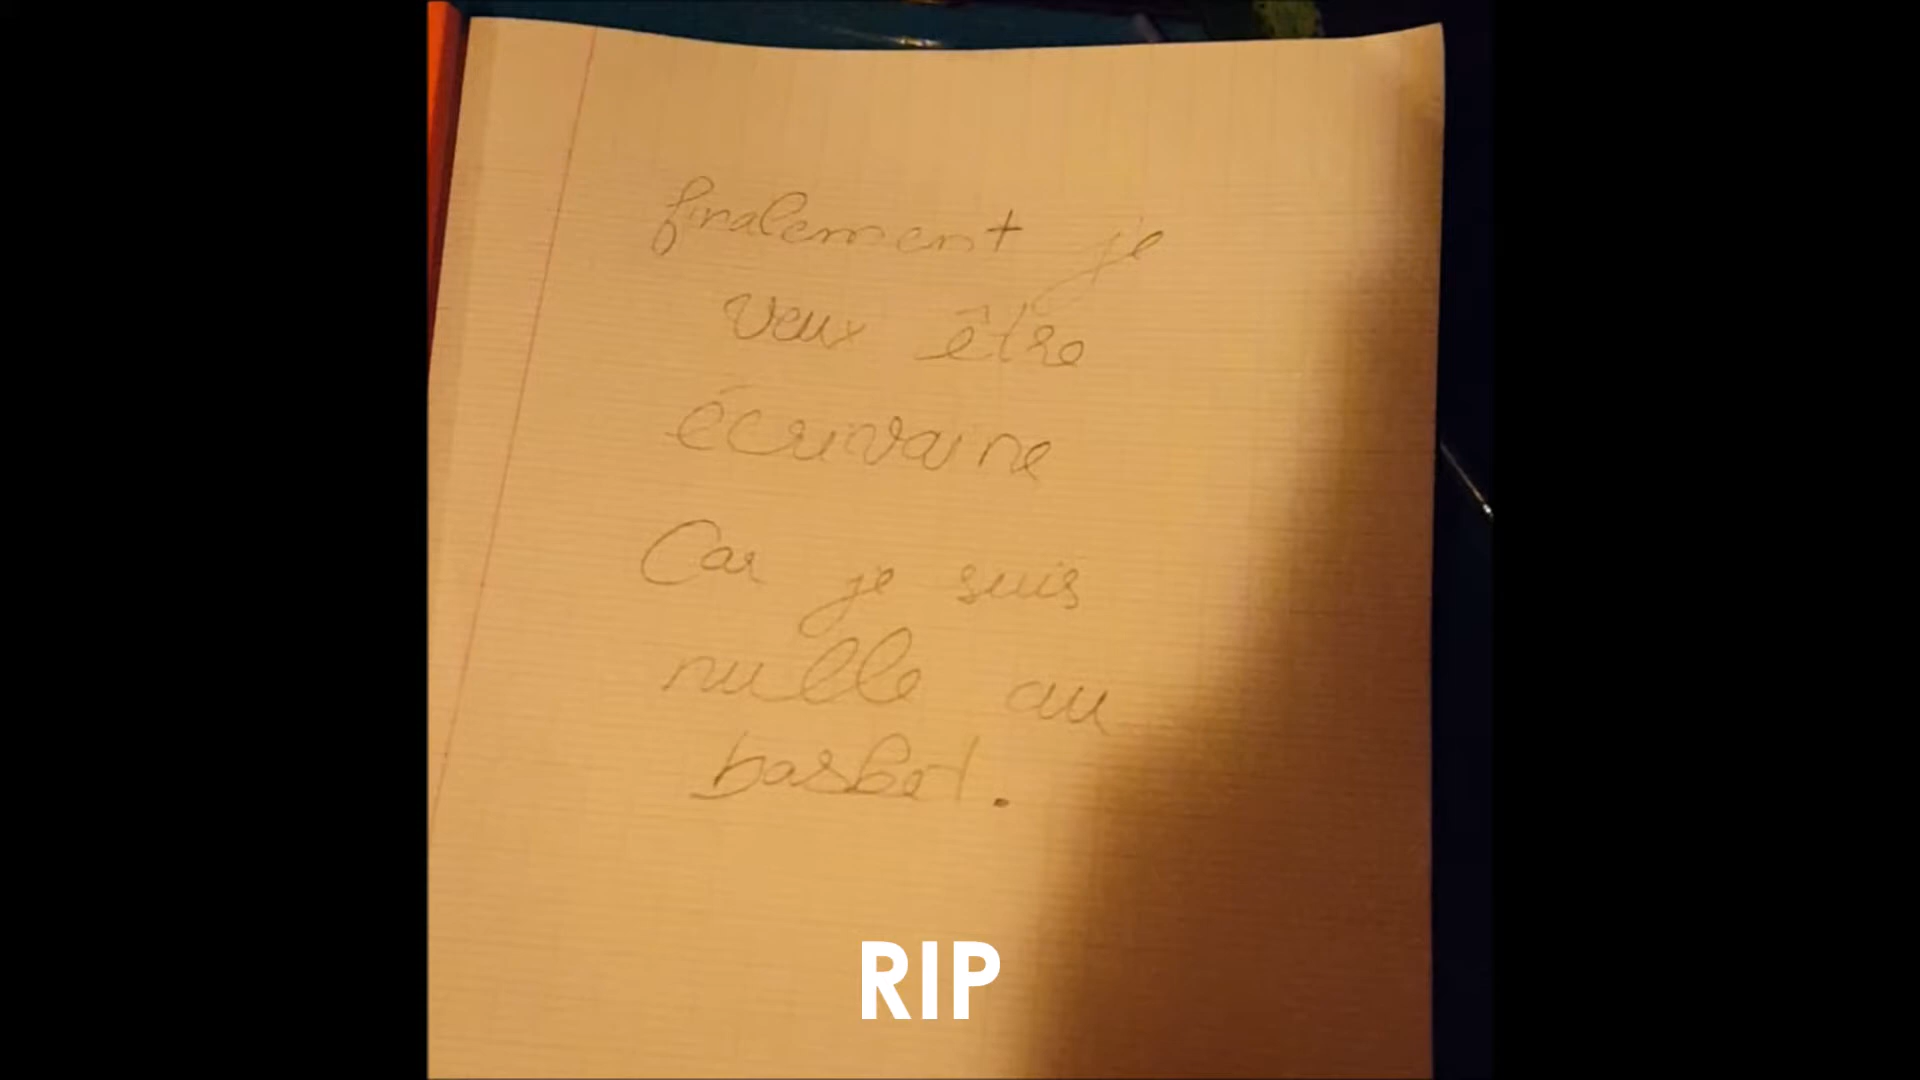 finalement je
veux être
écrivaine
Car je suis
nulle au
basket.
RIP